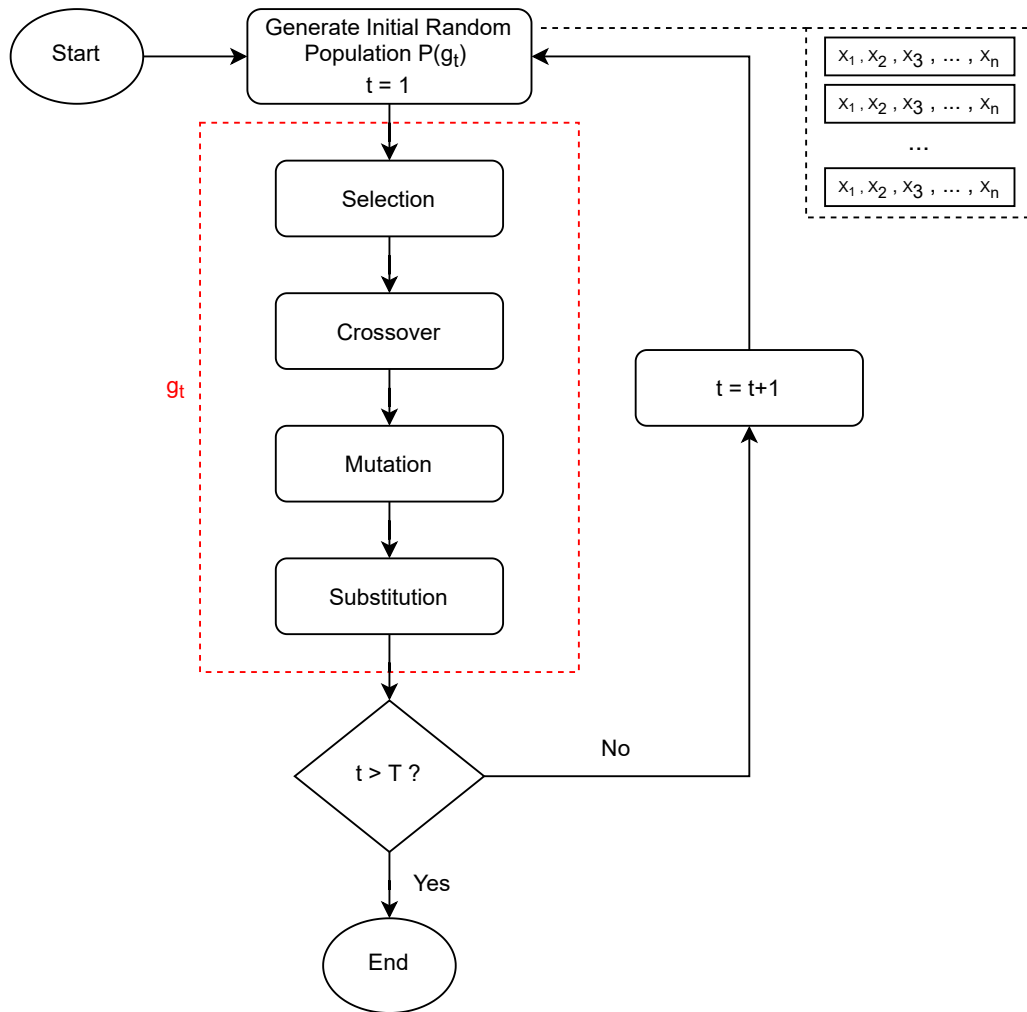 Start
Generate Initial Random
Population P(gt)
t = 1
x1 , x2 , x3 , ... , xn
x1 , x2 , x3 , ... , xn
...
x1 , x2 , x3 , ... , xn
Selection
Crossover
gt
t = t+1
Mutation
Substitution
t > T ?
No
Yes
End